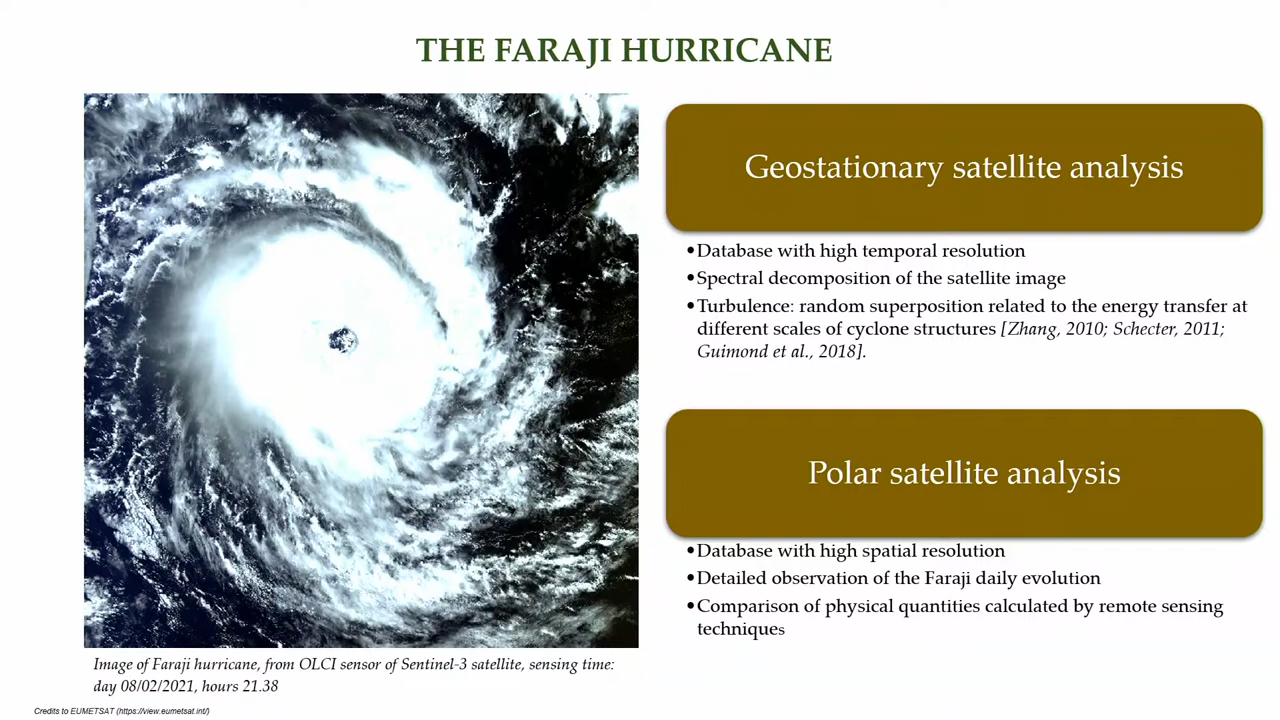 THE FARAJI HURRICANE
Geostationary satellite analysis
•Database with high temporal resolution
•Spectral decomposition of the satellite image
•Turbulence: random superposition related to the energy transfer at
different scales of cyclone structures [Zhang, 2010; Schecter, 2011;
Guimond et al., 2018].
Polar satellite analysis
•Database with high spatial resolution
•Detailed observation of the Faraji daily evolution
•Comparison of physical quantities calculated by remote sensing
techniques
Image of Faraji hurricane, from OLCI sensor of Sentinel-3 satellite, sensing time:
day 08/02/2021, hours 21.38
Credits to EUMETSAT (https://view.eumetsat.int/)